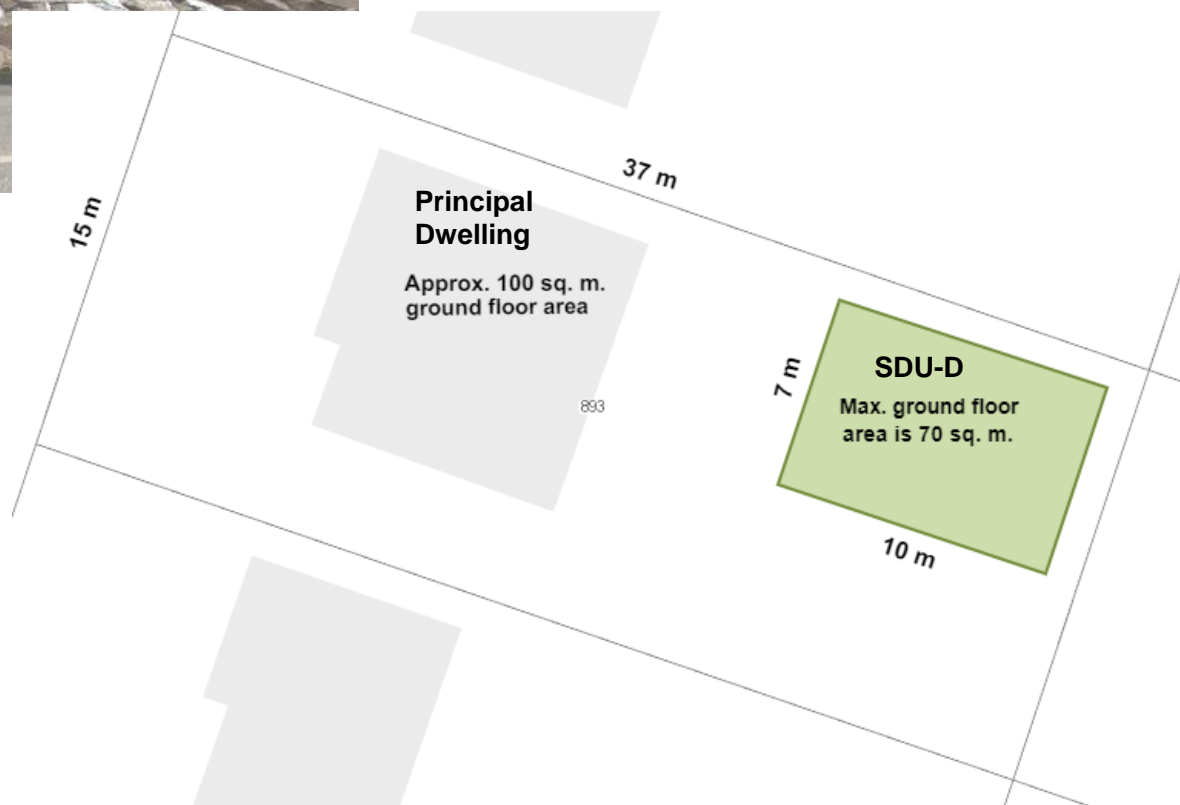 37 m
15 m
Principal
Dwelling
Approx. 100 sq. m.
ground floor area
893
7 m
SDU-D
Max. ground floor
area is 70 sq. m.
10 m